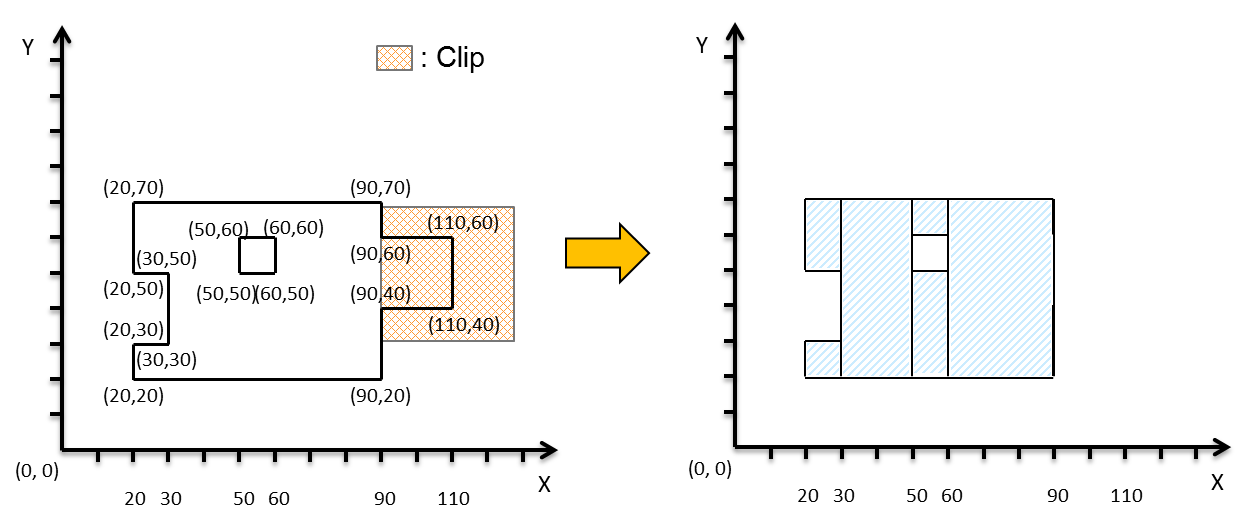 Y
: Clip
(20,70)
(90,70)
(50,60)
(60,60)
(110,60)
(30,50)
(90,60)
(20,50)
(50,50)
(60,50)
(90,40)
(20,30)
(110,40)
(30,30)
(20,20)
(90,20)
(0, 0)
X
20 30 50 60 90 110
Y
(0, 0)
X
20 30 50 60 90 110